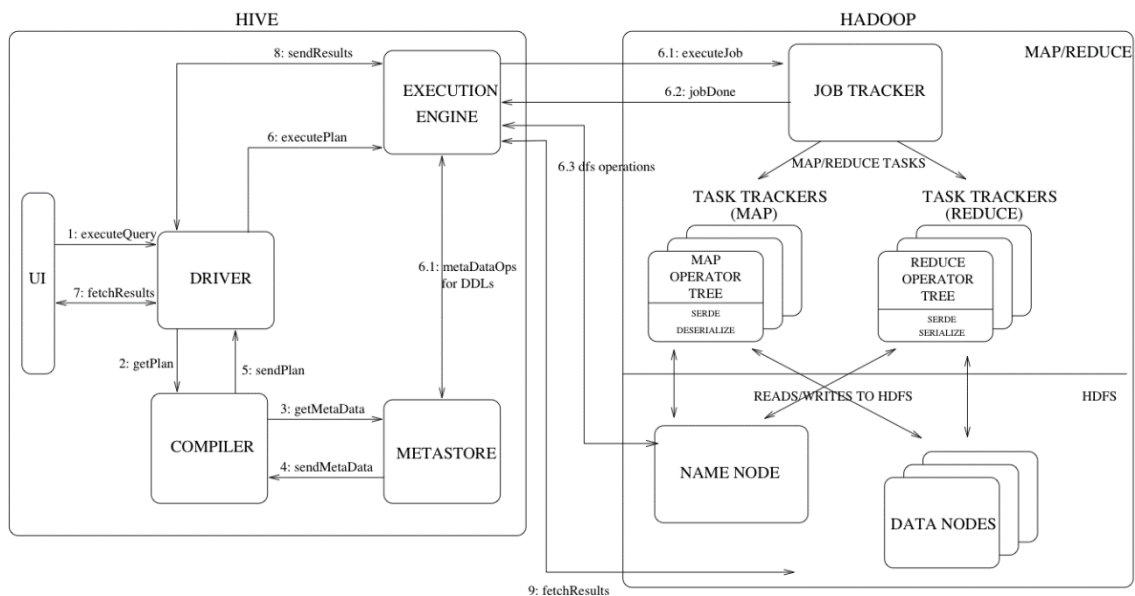 HIVE
HADOOP
MAP/REDUCE
8: sendResults
EXECUTION
ENGINE
6.1: executeJob
6.2: jobDone
JOB TRACKER
6: executePlan
6.3 dfs operations
MAP/REDUCE TASKS
TASK TRACKERS
(MAP)
TASK TRACKERS
(REDUCE)
UI
1: executeQuery
7: fetchResults
DRIVER
6.1: metaDataOps
for DDLs
MAP
OPERATOR
TREE
SERDE
DESERIALIZE
REDUCE
OPERATOR
TREE
SERDE
SERIALIZE
2: getPlan
5: sendPlan
READS/WRITES TO HDFS
HDFS
COMPILER
3: getMetaData
4: sendMetaData
METASTORE
NAME NODE
DATA NODES
9: fetchResults